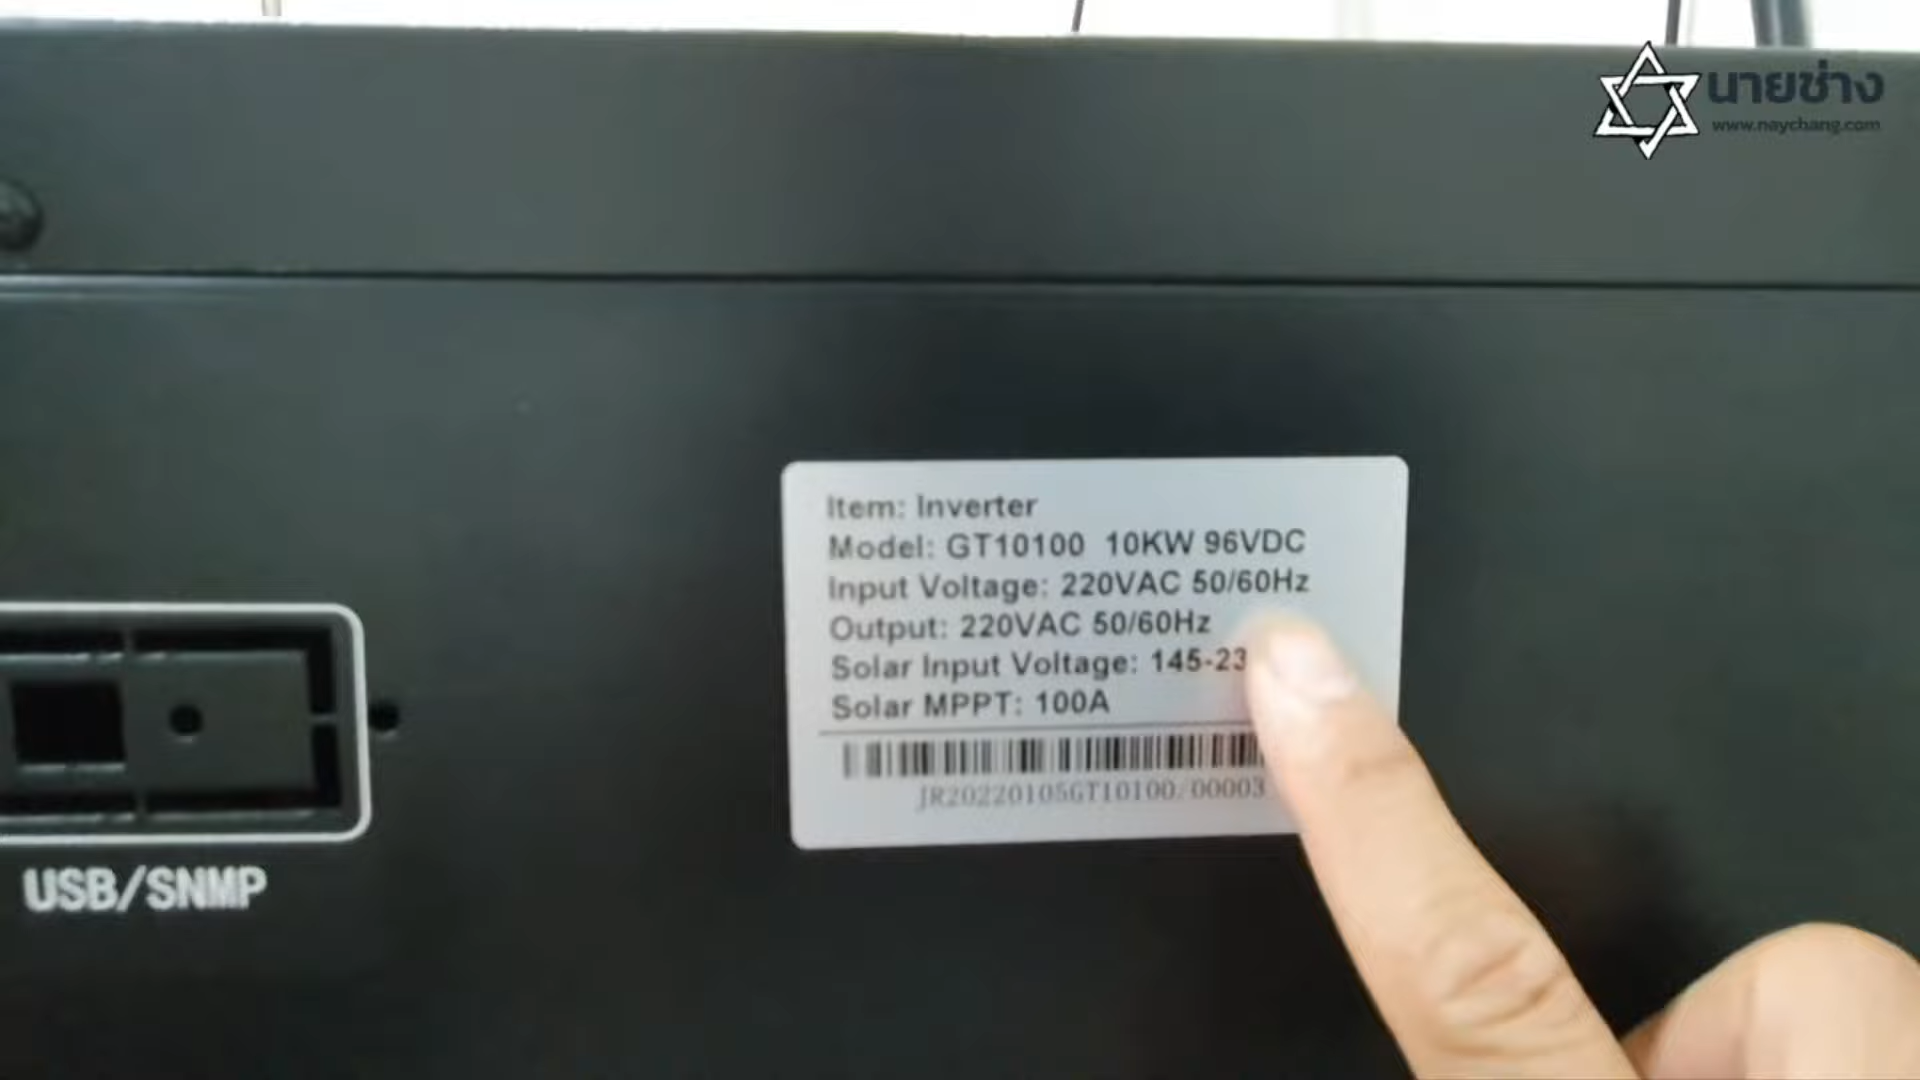 นายช่าง
www.naychang.com
Item: Inverter
Model: GT10100 10KW 96VDC
Input Voltage: 220VAC 50/60Hz
Output: 220VAC 50/60Hz
Solar Input Voltage: 145-23
Solar MPPT: 100A
JR20220105GT10100/00003
USB/SNMP